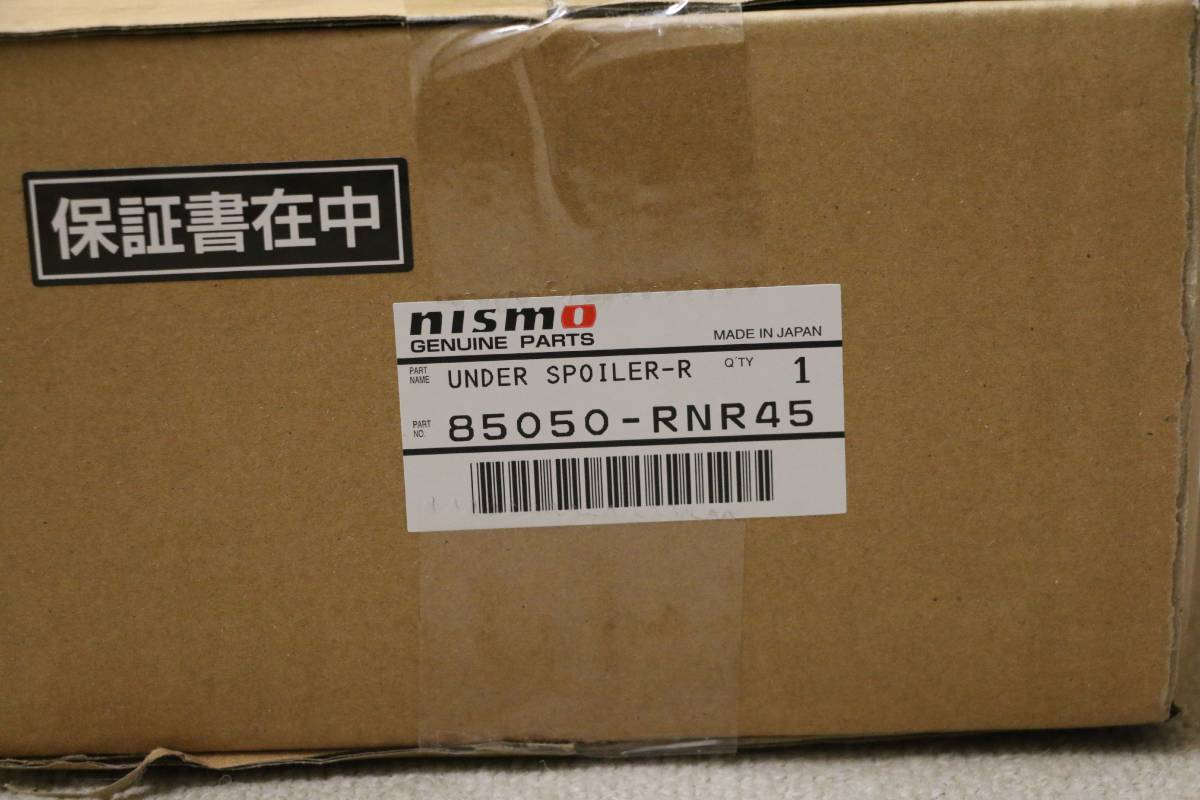 保証書在中
nismo
GENUINE PARTS
MADE IN JAPAN
PART NAME UNDER SPOILER-R Q'TY 1
PART NO. 85050-RNR45